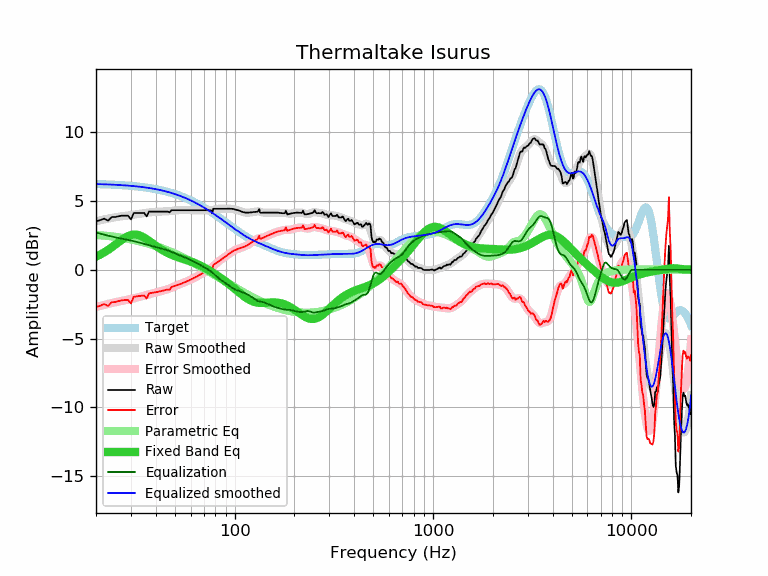 Thermaltake Isurus
10
5
0
−5
−10
−15
Amplitude (dBr)
Target
Raw Smoothed
Error Smoothed
Raw
Error
Parametric Eq
Fixed Band Eq
Equalization
Equalized smoothed
100 1000 10000
Frequency (Hz)